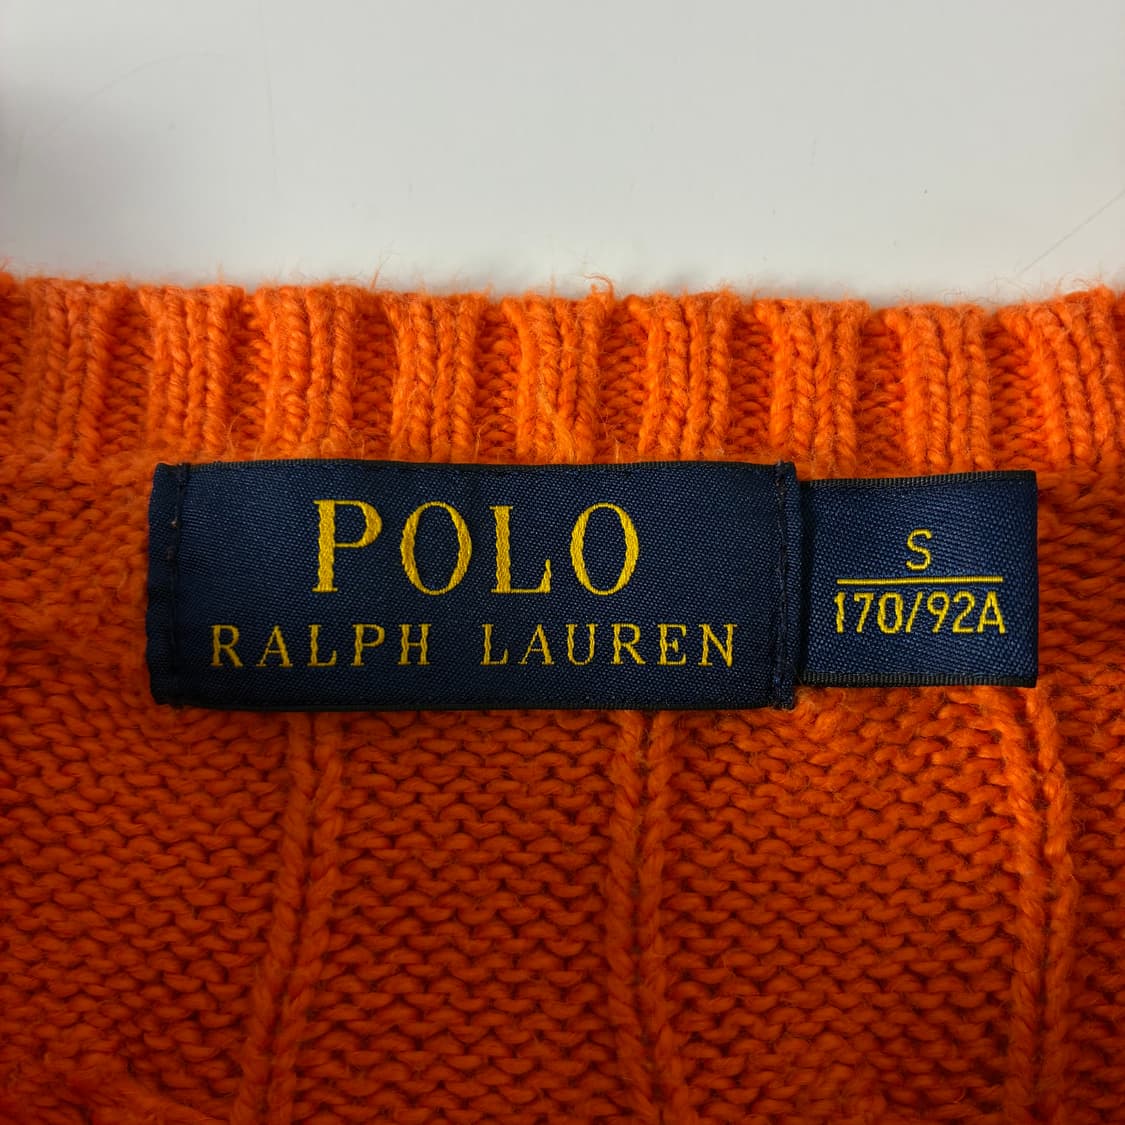 POLO
RALPH LAUREN
S
170/92A